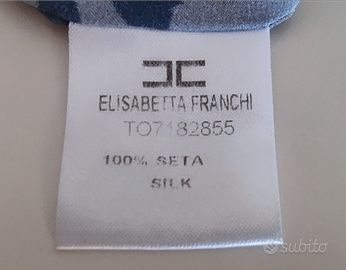 ELISABETTA FRANCHI
TO7182855
100% SETA
SILK
subito